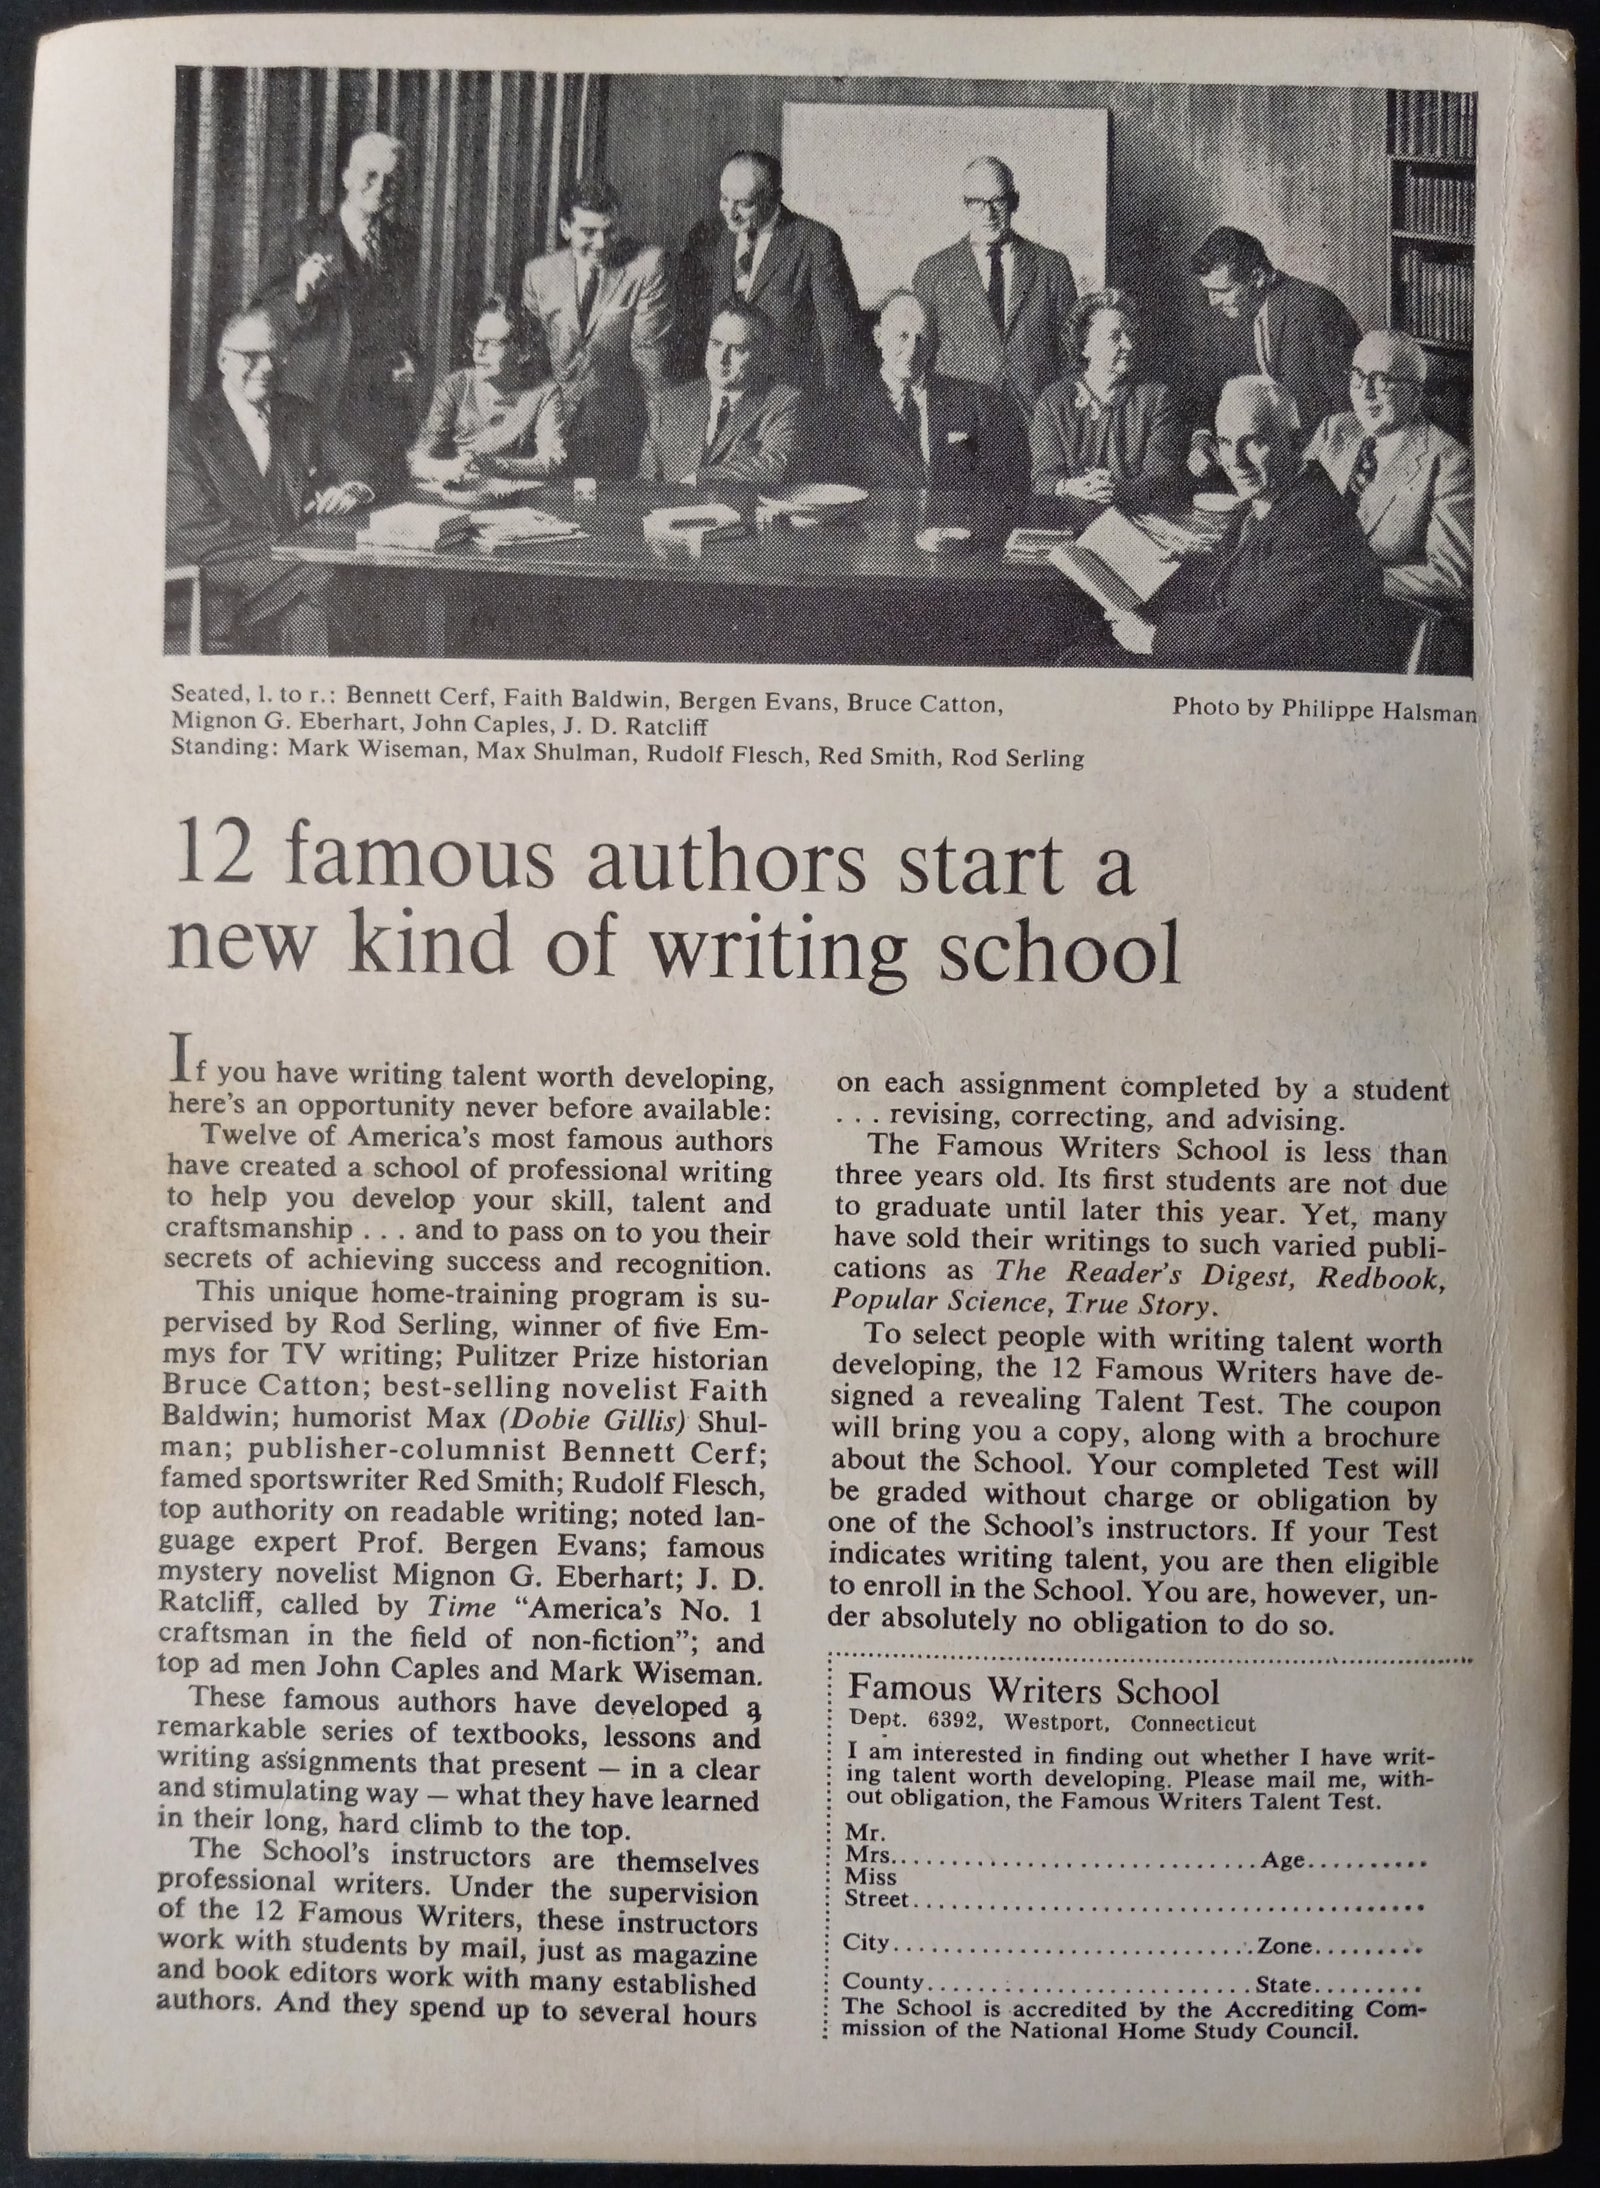 Seated, l. to r.: Bennett Cerf, Faith Baldwin, Bergen Evans, Bruce Catton,
Mignon G. Eberhart, John Caples, J. D. Ratcliff
Standing: Mark Wiseman, Max Shulman, Rudolf Flesch, Red Smith, Rod Serling
Photo by Philippe Halsman
12 famous authors start a
new kind of writing school
If you have writing talent worth developing,
here's an opportunity never before available:
Twelve of America's most famous authors
have created a school of professional writing
to help you develop your skill, talent and
craftsmanship . . . and to pass on to you their
secrets of achieving success and recognition.
This unique home-training program is su-
pervised by Rod Serling, winner of five Em-
mys for TV writing; Pulitzer Prize historian
Bruce Catton; best-selling novelist Faith
Baldwin; humorist Max (Dobie Gillis) Shul-
man; publisher-columnist Bennett Cerf;
famed sportswriter Red Smith; Rudolf Flesch,
top authority on readable writing; noted lan-
guage expert Prof. Bergen Evans; famous
mystery novelist Mignon G. Eberhart; J. D.
Ratcliff, called by Time “America's No. 1
craftsman in the field of non-fiction”; and
top ad men John Caples and Mark Wiseman.
These famous authors have developed a
remarkable series of textbooks, lessons and
writing assignments that present — in a clear
and stimulating way — what they have learned
in their long, hard climb to the top.
The School's instructors are themselves
professional writers. Under the supervision
of the 12 Famous Writers, these instructors
work with students by mail, just as magazine
and book editors work with many established
authors. And they spend up to several hours
on each assignment completed by a student
. . . revising, correcting, and advising.
The Famous Writers School is less than
three years old. Its first students are not due
to graduate until later this year. Yet, many
have sold their writings to such varied publi-
cations as The Reader's Digest, Redbook,
Popular Science, True Story.
To select people with writing talent worth
developing, the 12 Famous Writers have de-
signed a revealing Talent Test. The coupon
will bring you a copy, along with a brochure
about the School. Your completed Test will
be graded without charge or obligation by
one of the School's instructors. If your Test
indicates writing talent, you are then eligible
to enroll in the School. You are, however, un-
der absolutely no obligation to do so.
Famous Writers School
Dept. 6392, Westport, Connecticut
I am interested in finding out whether I have writ-
ing talent worth developing. Please mail me, with-
out obligation, the Famous Writers Talent Test.
Mr.
Mrs..............................Age..........
Miss
Street..........................................
City..............................Zone.........
County...........................State.........
The School is accredited by the Accrediting Com-
mission of the National Home Study Council.